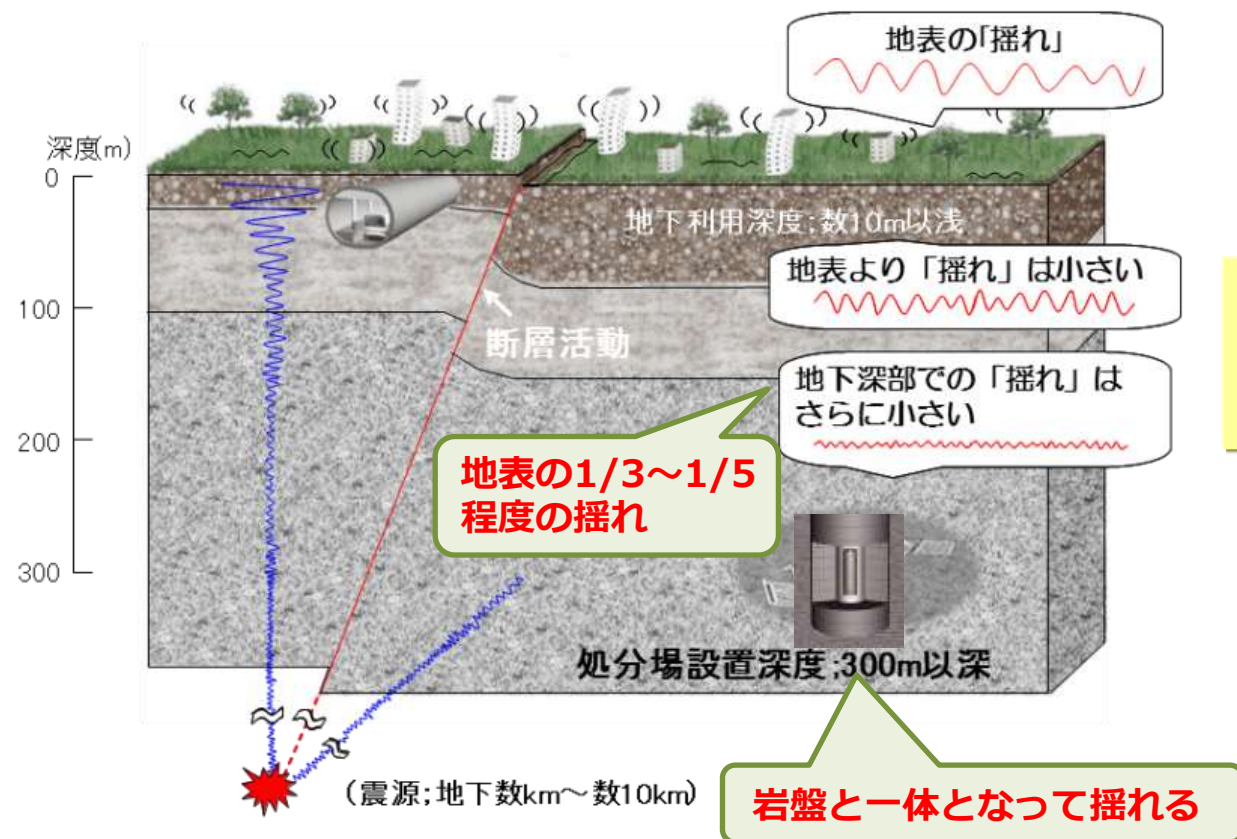 地表の「揺れ」
深度(m)
0
地下利用深度;数10m以浅
地表より「揺れ」は小さい
100
断層活動
地下深部での「揺れ」は
さらに小さい
200
地表の1/3~1/5
程度の揺れ
300
処分場設置深度;300m以深
(震源;地下数km~数10km)
岩盤と一体となって揺れる